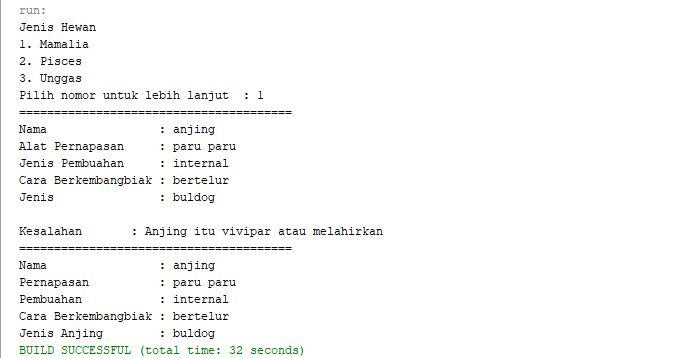 run:
Jenis Hewan
1. Mamalia
2. Pisces
3. Unggas
Pilih nomor untuk lebih lanjut  : 1
=======================================
Nama                : anjing
Alat Pernapasan     : paru paru
Jenis Pembuahan     : internal
Cara Berkembangbiak : bertelur
Jenis               : buldog
Kesalahan       : Anjing itu vivipar atau melahirkan
=======================================
Nama                : anjing
Pernapasan          : paru paru
Pembuahan           : internal
Cara Berkembangbiak : bertelur
Jenis Anjing        : buldog
BUILD SUCCESSFUL (total time: 32 seconds)